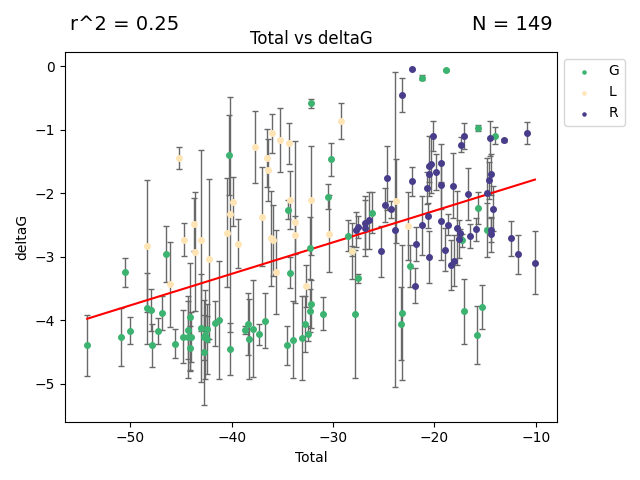 r^2 = 0.25 N = 149
Total vs deltaG
0
−1
−2
−3
−4
−5
deltaG
−50 −40 −30 −20 −10
Total
G
L
R